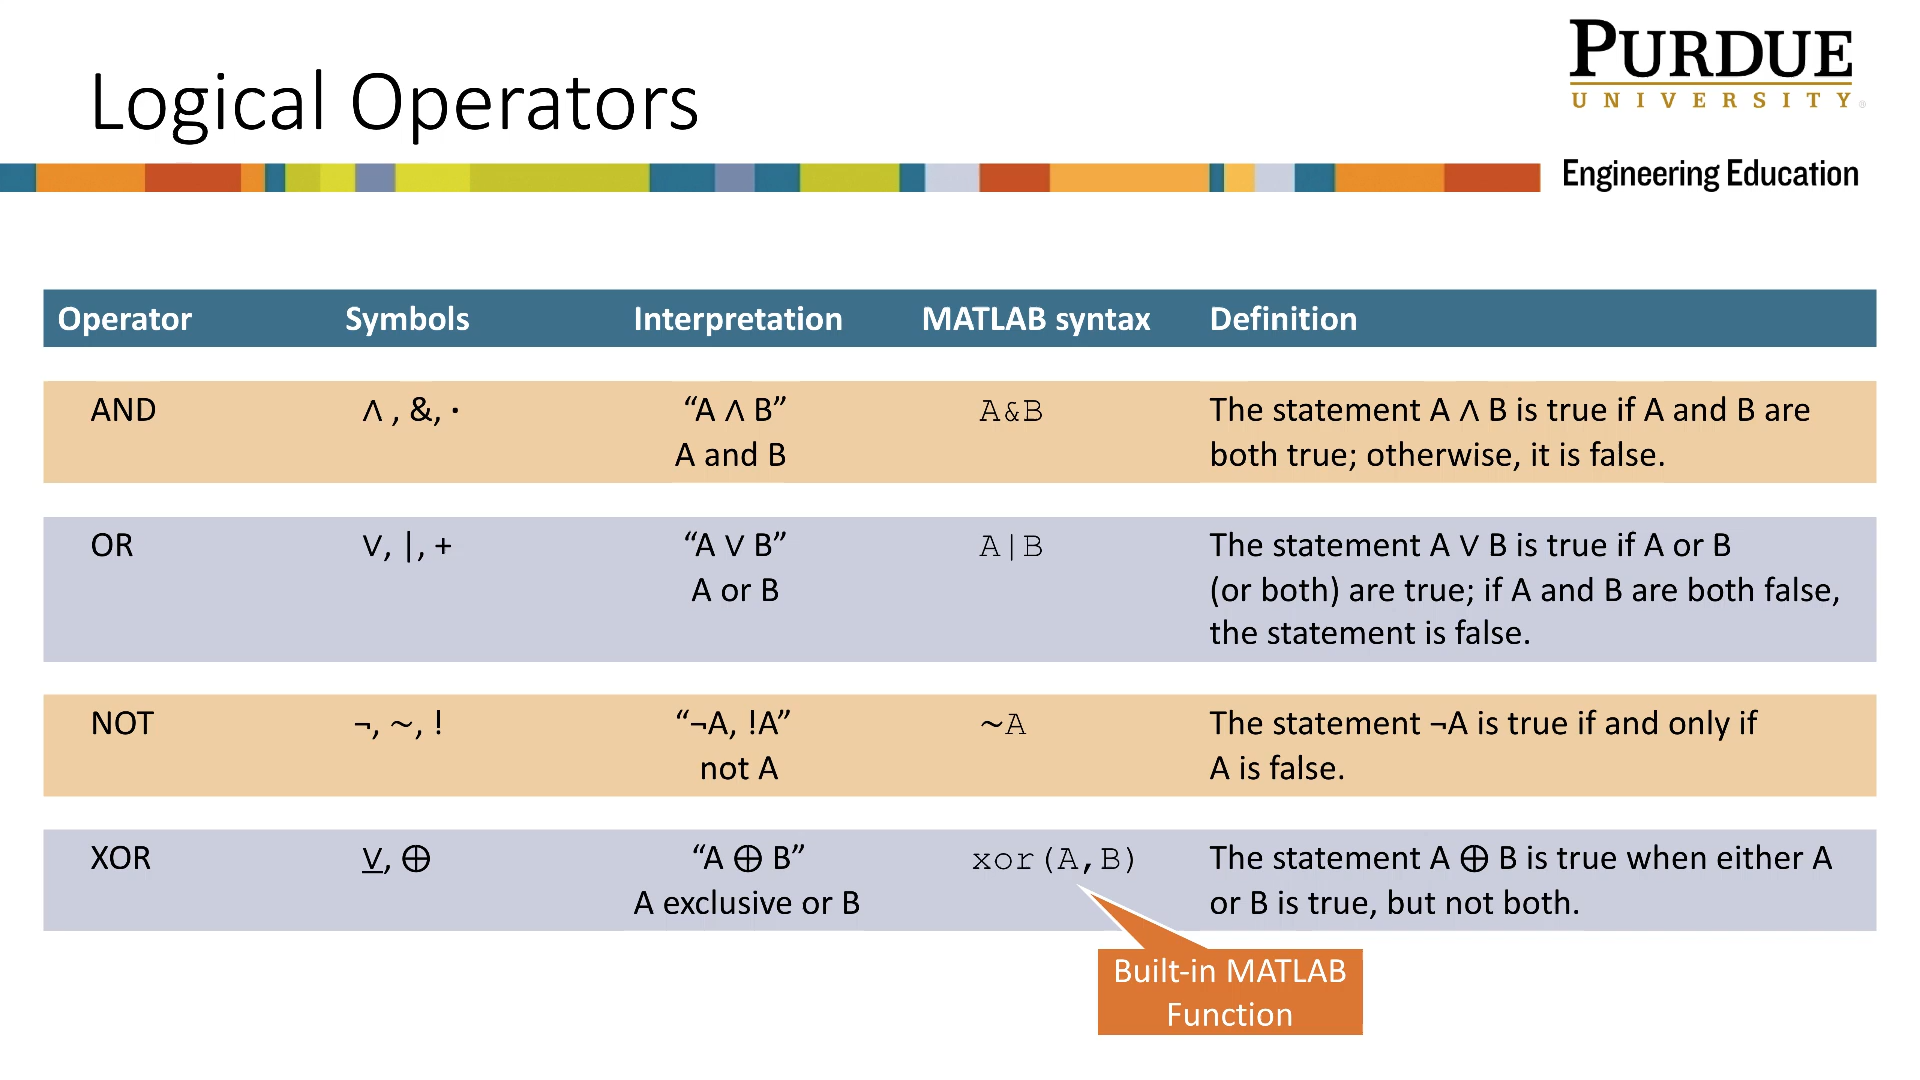 Logical Operators
PURDUE
UNIVERSITY®
Engineering Education
Operator Symbols Interpretation MATLAB syntax Definition
AND ∧ , &, · “A ∧ B” A&B The statement A ∧ B is true if A and B are
A and B both true; otherwise, it is false.
OR ∨, |, + “A ∨ B” A|B The statement A ∨ B is true if A or B
A or B (or both) are true; if A and B are both false,
the statement is false.
NOT ¬, ~, ! “¬A, !A” ~A The statement ¬A is true if and only if
not A A is false.
XOR ⊻, ⊕ “A ⊕ B” xor(A,B) The statement A ⊕ B is true when either A
A exclusive or B or B is true, but not both.
Built-in MATLAB
Function